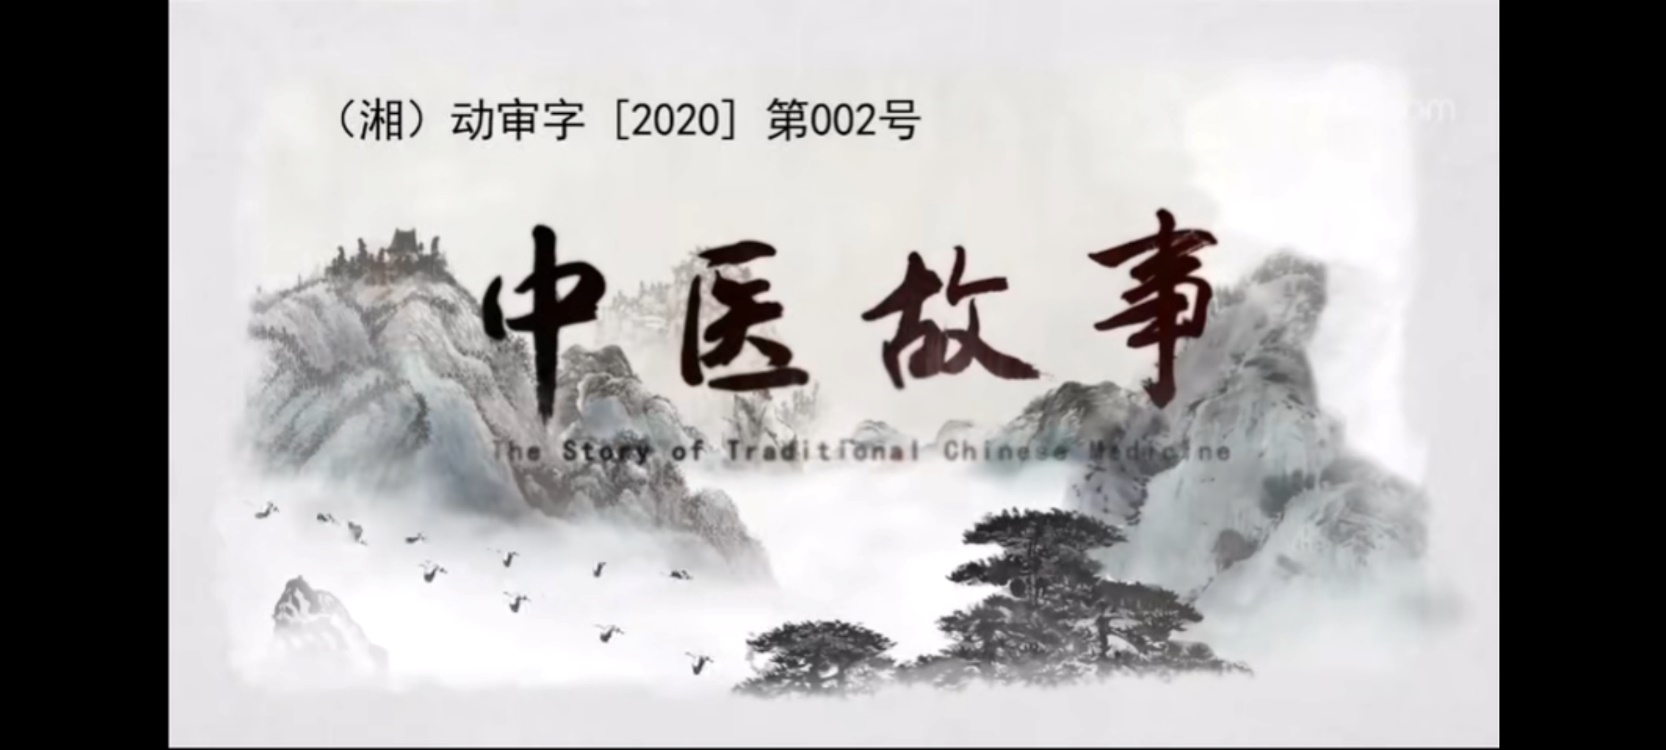 （湘）动审字［2020］第002号
中医故事
The Story of Traditional Chinese Medicine